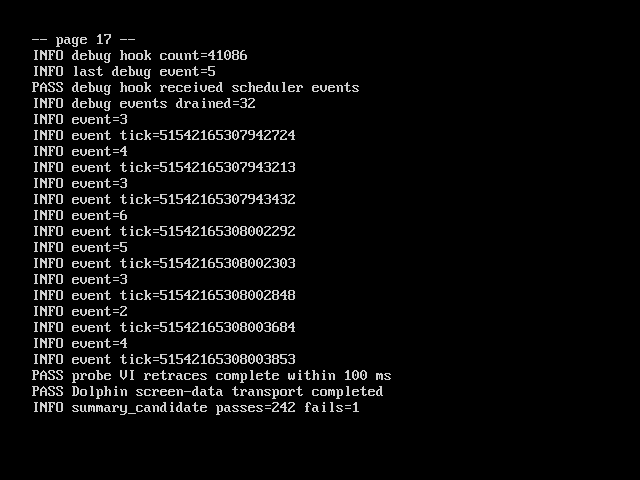 -- page 17 --
INFO debug hook count=41086
INFO last debug event=5
PASS debug hook received scheduler events
INFO debug events drained=32
INFO event=3
INFO event tick=51542165307942724
INFO event=4
INFO event tick=51542165307943213
INFO event=3
INFO event tick=51542165307943432
INFO event=6
INFO event tick=51542165308002292
INFO event=5
INFO event tick=51542165308002303
INFO event=3
INFO event tick=51542165308002848
INFO event=2
INFO event tick=51542165308003684
INFO event=4
INFO event tick=51542165308003853
PASS probe VI retraces complete within 100 ms
PASS Dolphin screen-data transport completed
INFO summary_candidate passes=242 fails=1